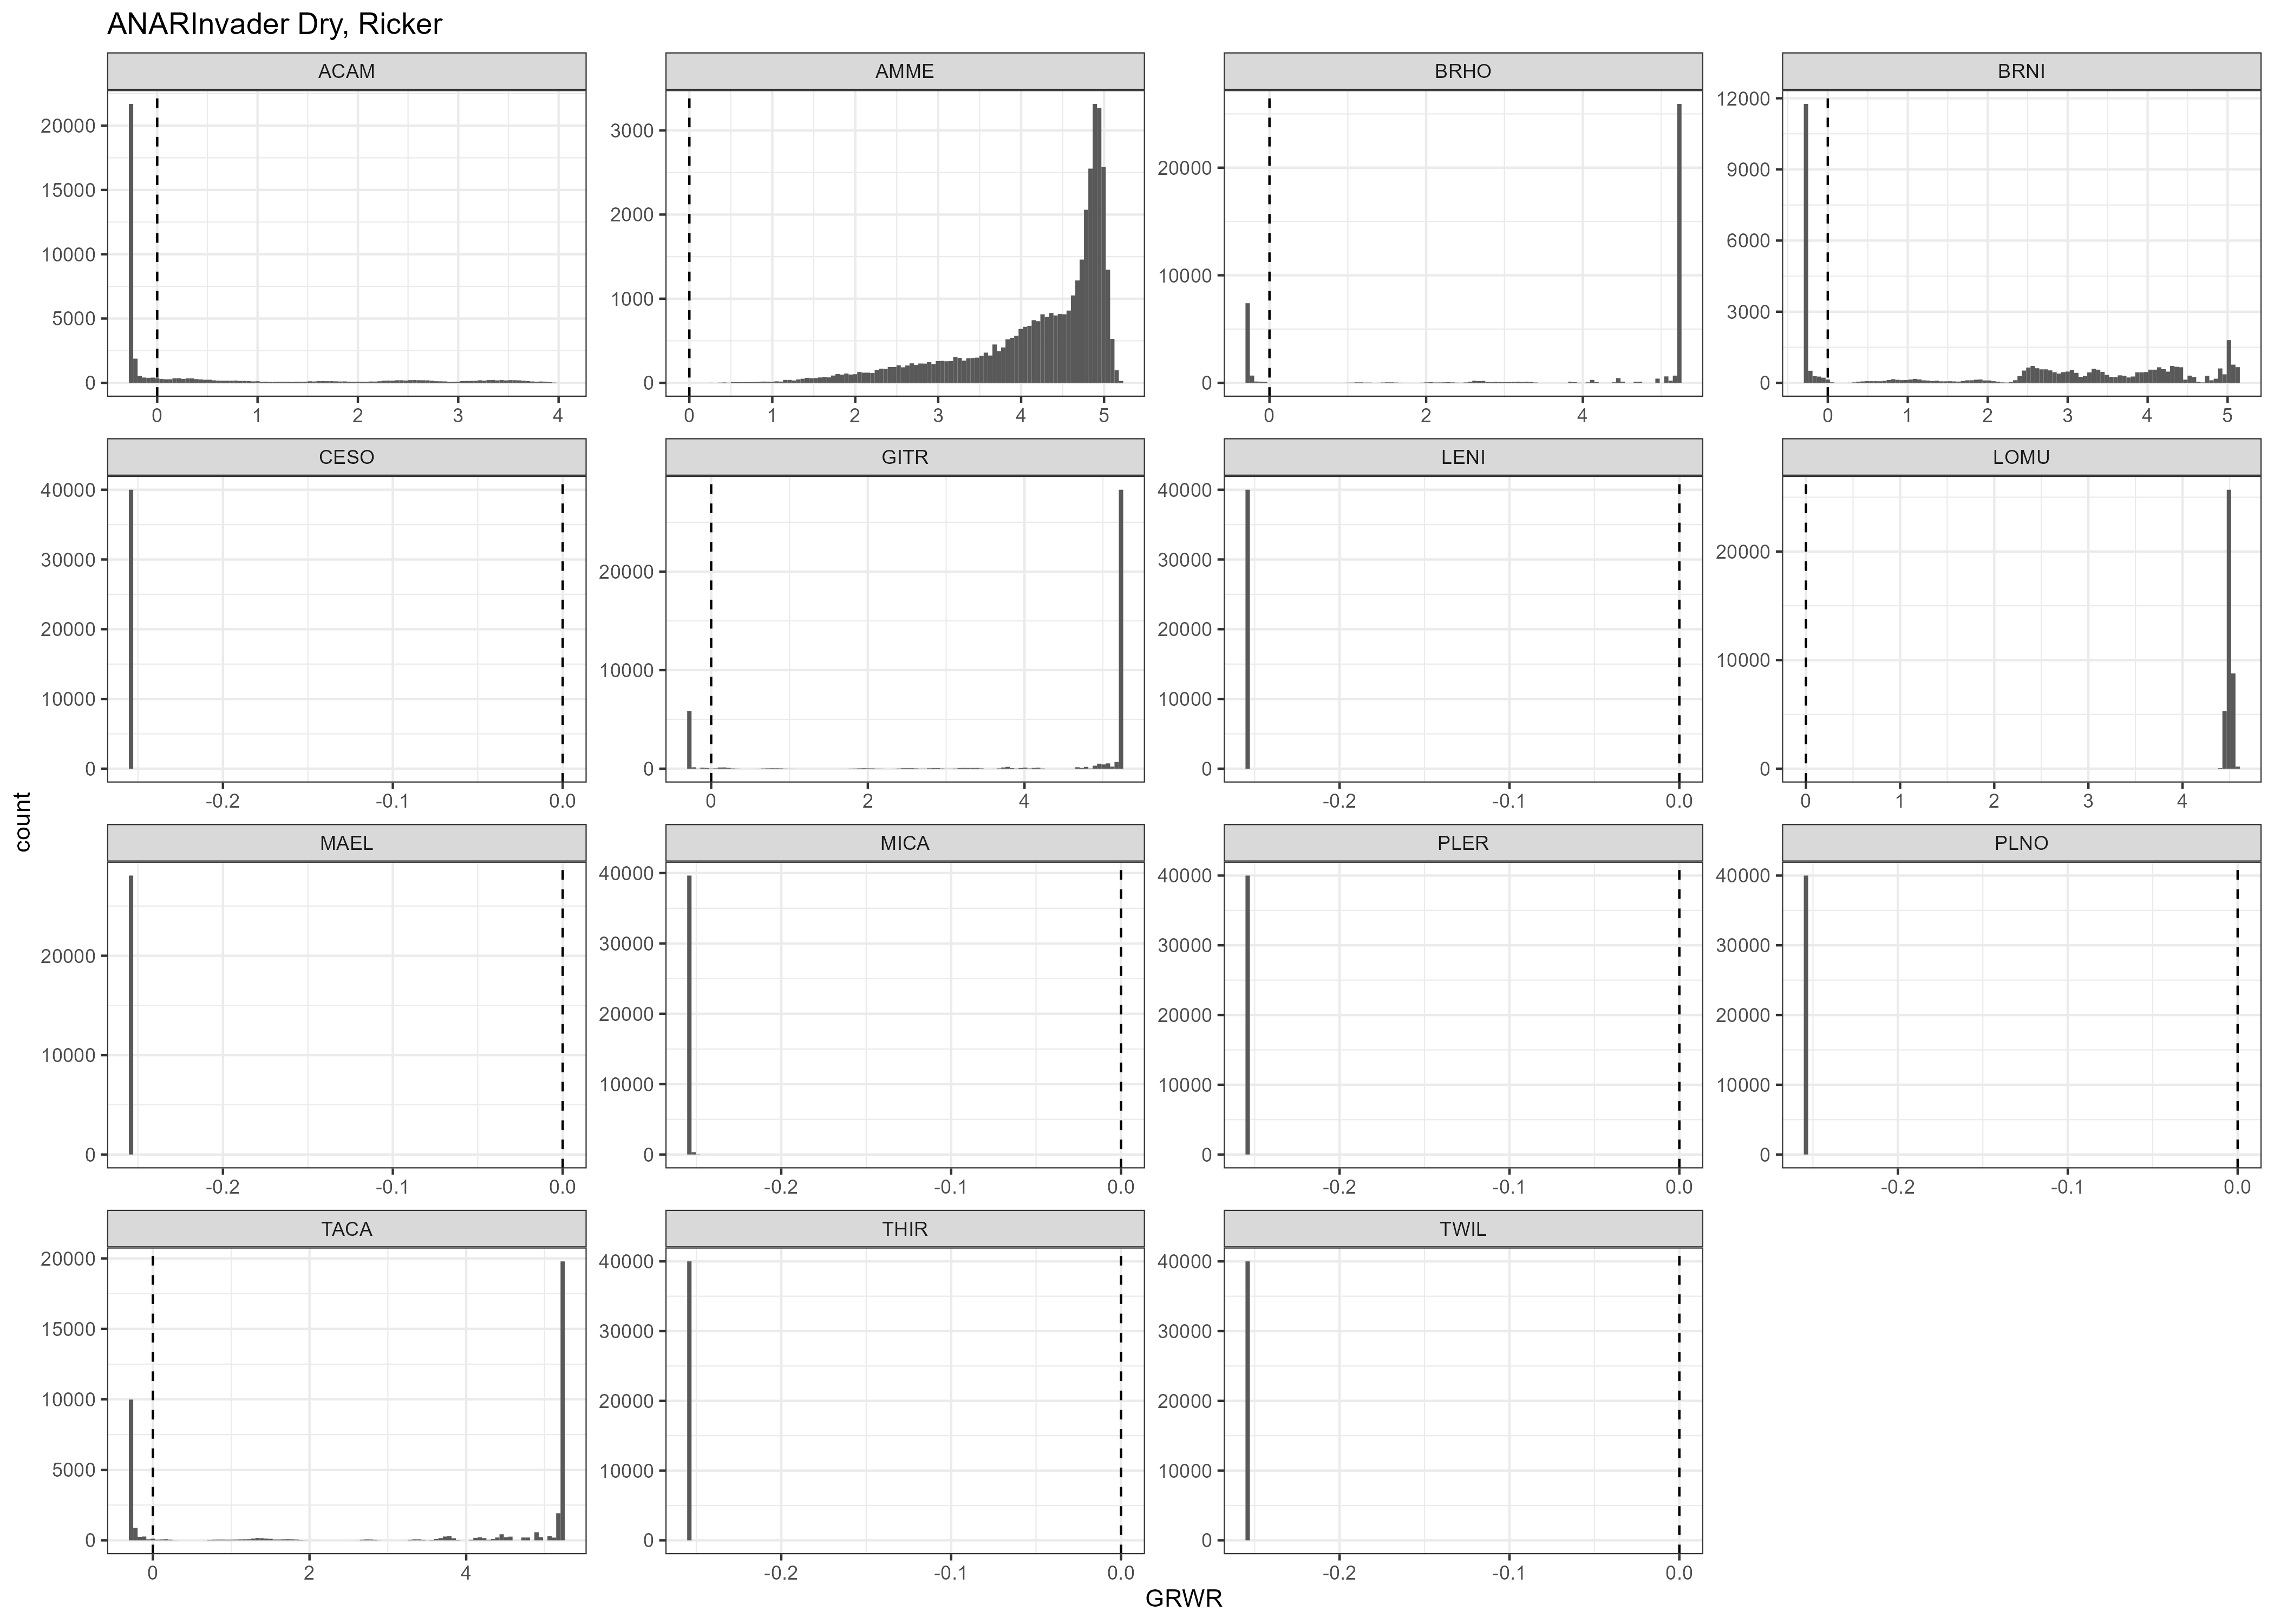 ANARInvader Dry, Ricker
ACAM AMME BRHO BRNI
20000 15000 10000 5000 0
0 1 2 3 4
3000 2000 1000 0
0 1 2 3 4 5
20000 10000 0
0 2 4
12000 9000 6000 3000 0
0 1 2 3 4 5
CESO GITR LENI LOMU
40000 30000 20000 10000 0
-0.2 -0.1 0.0
20000 10000 0
0 2 4
40000 30000 20000 10000 0
-0.2 -0.1 0.0
20000 10000 0
0 1 2 3 4
count
MAEL MICA PLER PLNO
20000 10000 0
-0.2 -0.1 0.0
40000 30000 20000 10000 0
-0.2 -0.1 0.0
40000 30000 20000 10000 0
-0.2 -0.1 0.0
40000 30000 20000 10000 0
-0.2 -0.1 0.0
TACA THIR TWIL
20000 15000 10000 5000 0
0 2 4
40000 30000 20000 10000 0
-0.2 -0.1 0.0
40000 30000 20000 10000 0
-0.2 -0.1 0.0
GRWR